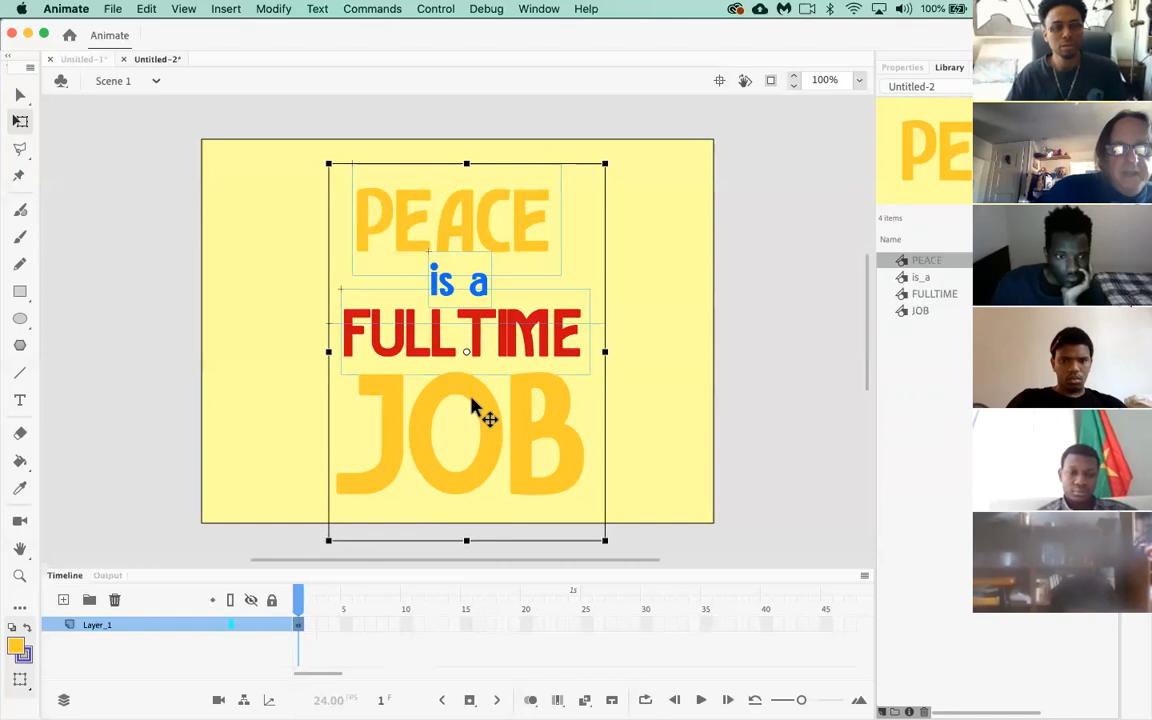 Animate File Edit View Insert Modify Text Commands Control Debug Window Help 100%
Animate
Untitled-1* Untitled-2*
Scene 1 100%
Properties Library
Untitled-2
PE
4 items
Name
PEACE
is_a
FULLTIME
JOB
PEACE
is a
FULLTIME
JOB
Timeline Output
1s
5 10 15 20 25 30 35 40 45
Layer_1
24.00 FPS 1 F